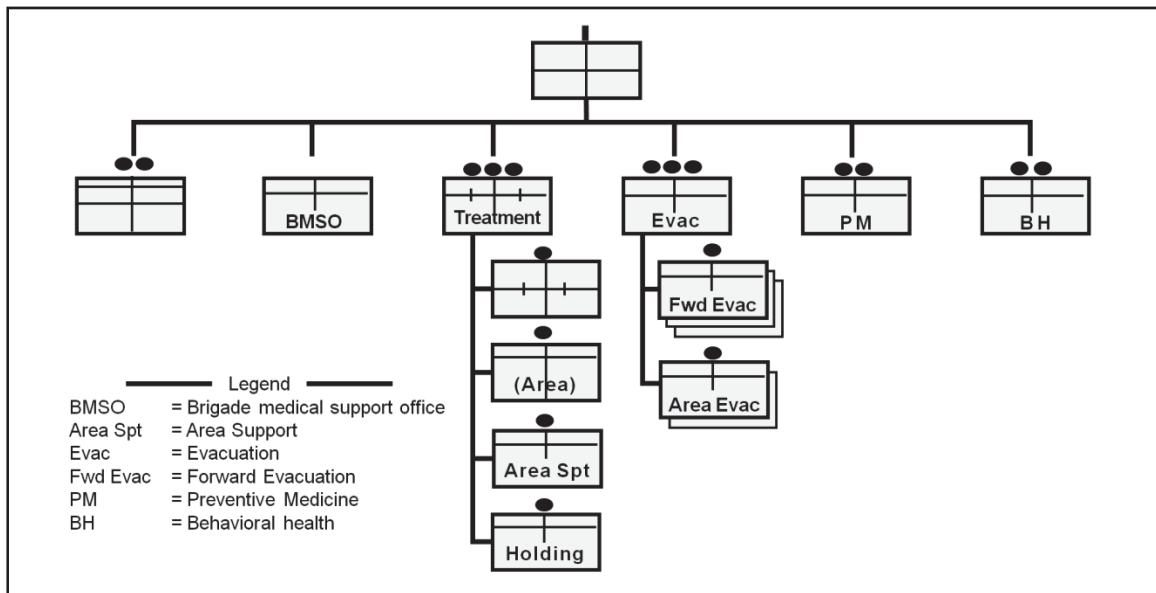 BMSO
Treatment
Evac
PM
BH
Fwd Evac
(Area)
Area Evac
Area Spt
Holding
Legend
BMSO = Brigade medical support office
Area Spt = Area Support
Evac = Evacuation
Fwd Evac = Forward Evacuation
PM = Preventive Medicine
BH = Behavioral health